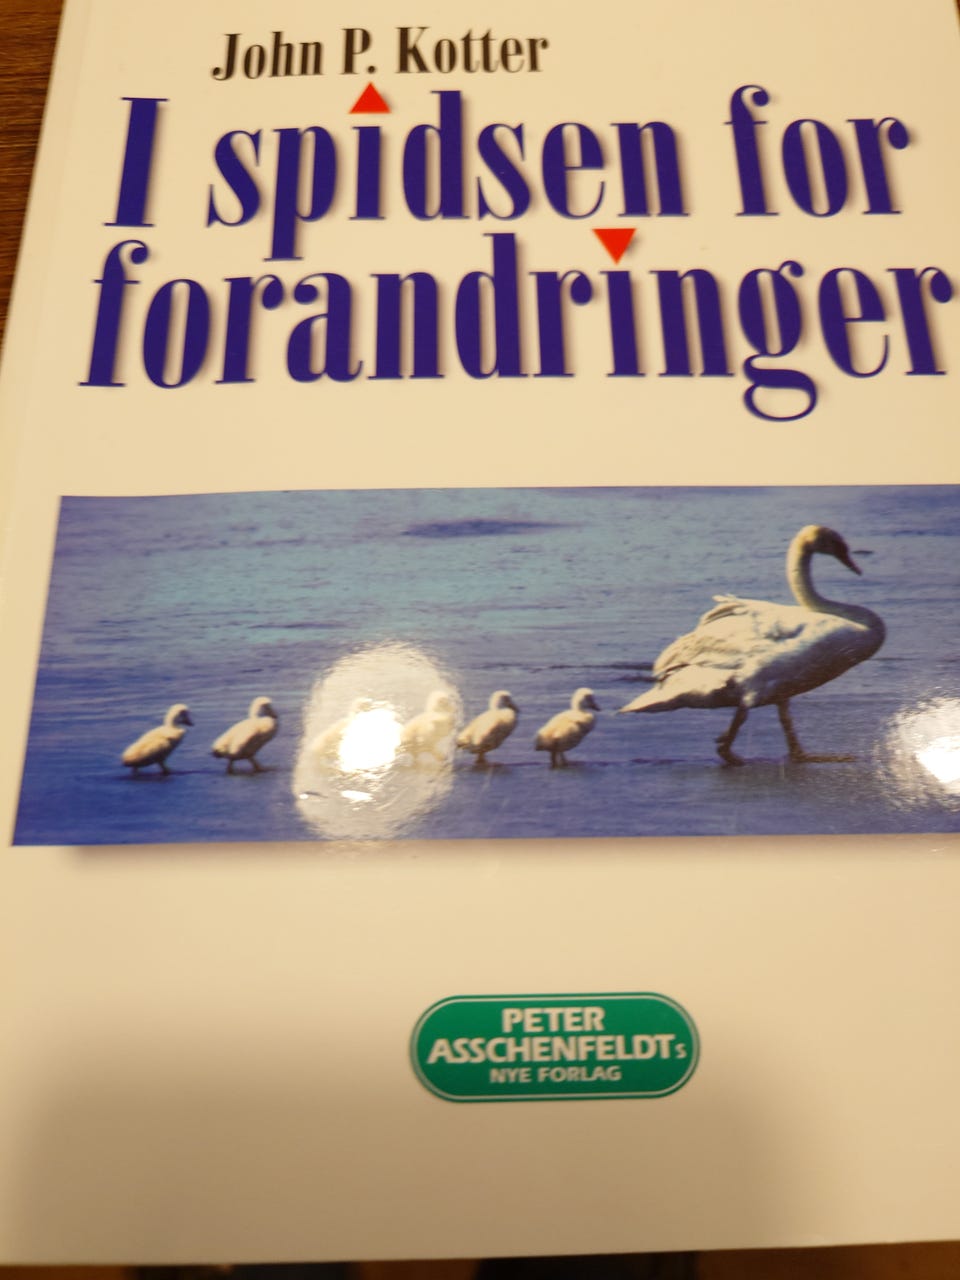 John P. Kotter
I spidsen for
forandringer
PETER
ASSCHENFELDTs
NYE FORLAG